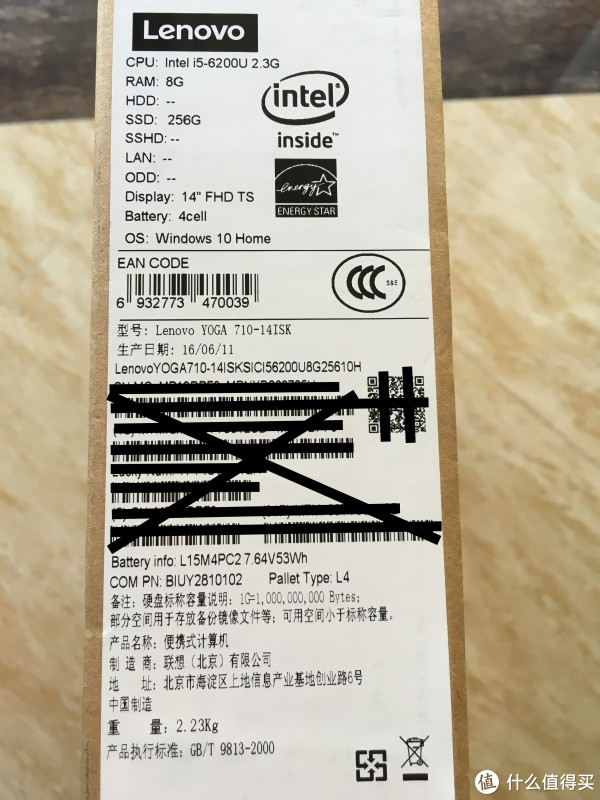 Lenovo
CPU: Intel i5-6200U 2.3G
RAM: 8G
HDD: --
SSD: 256G
SSHD: --
LAN: --
ODD: --
Display: 14" FHD TS
Battery: 4cell
OS: Windows 10 Home
intel
inside™
energy
ENERGY STAR
EAN CODE
6 932773 470039
CCC S&E
型号: Lenovo YOGA 710-14ISK
生产日期: 16/06/11
LenovoYOGA710-14ISKSICI56200U8G25610H
Battery info: L15M4PC2 7.64V53Wh
COM PN: BIUY2810102 Pallet Type: L4
备注: 硬盘标称容量说明: 1G=1,000,000,000 Bytes;
部分空间用于存放备份镜像文件等; 可用空间小于标称容量。
产品名称: 便携式计算机
制 造 商: 联想 (北京) 有限公司
地 址: 北京市海淀区上地信息产业基地创业路6号
中国制造
重 量: 2.23Kg
产品执行标准: GB/T 9813-2000
值 什么值得买